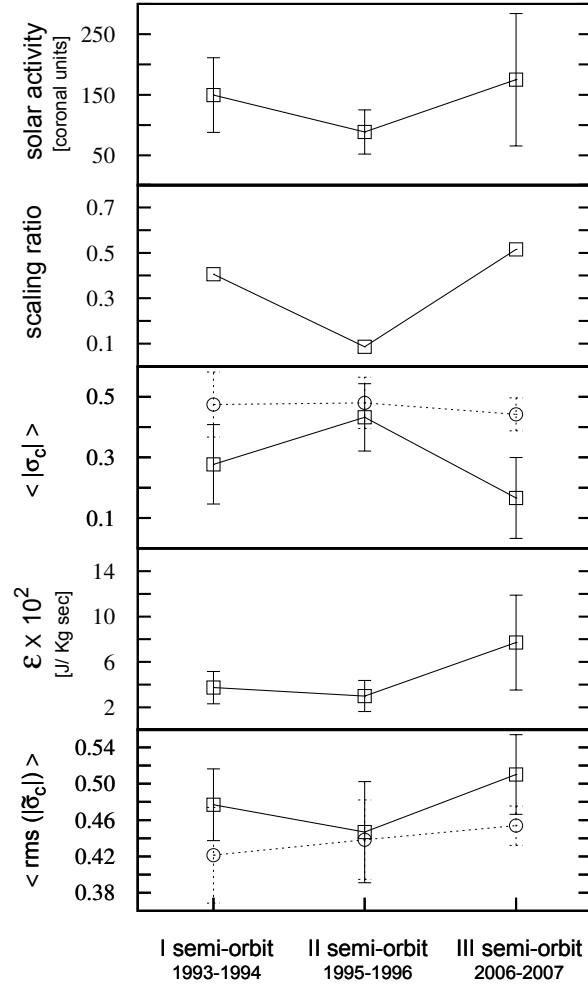 solar activity
[coronal units]
250
150
50
scaling ratio
0.7
0.5
0.3
0.1
< |σc| >
0.5
0.3
0.1
ε x 10²
[J/ Kg sec]
14
10
6
2
< rms (|σ̃c|) >
0.54
0.50
0.46
0.42
0.38
I semi-orbit II semi-orbit III semi-orbit
1993-1994 1995-1996 2006-2007